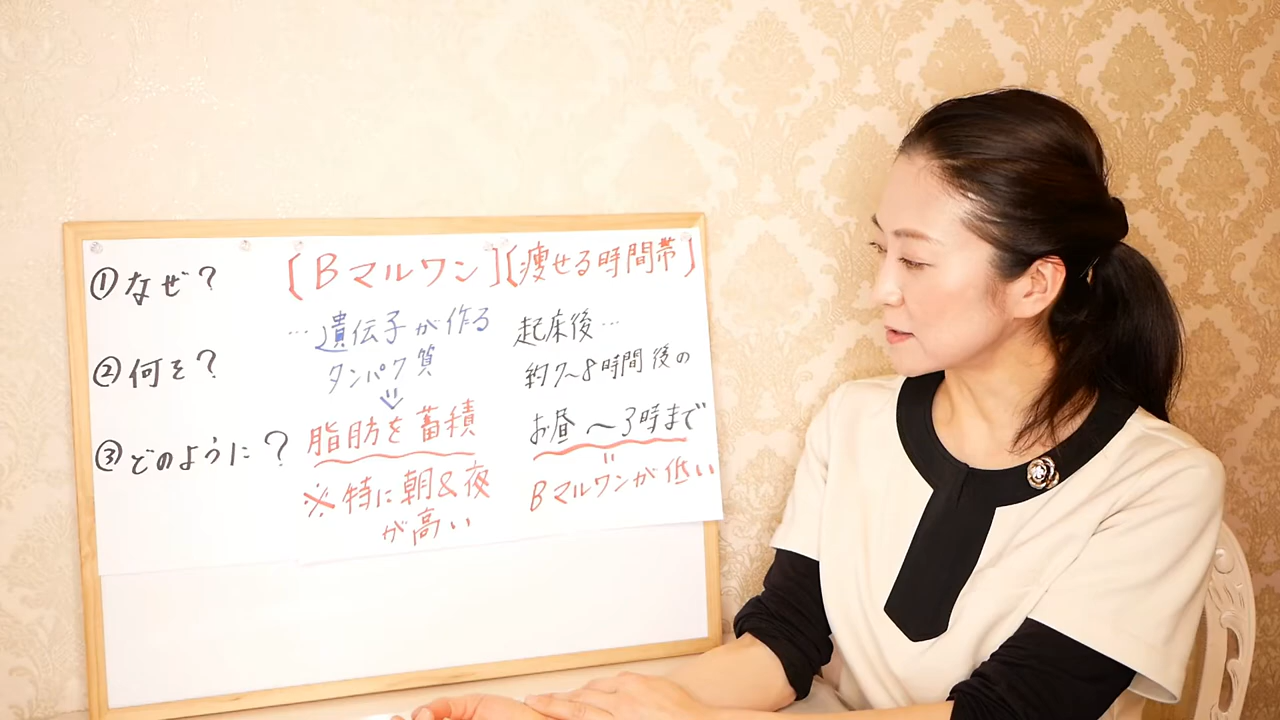 ①なぜ?
②何を?
③どのように?
【Bマルワン】
…遺伝子が作る
タンパク質
脂肪を蓄積
※特に朝&夜
が高い
【痩せる時間帯】
起床後…
約7~8時間後の
お昼~3時まで
Bマルワンが低い